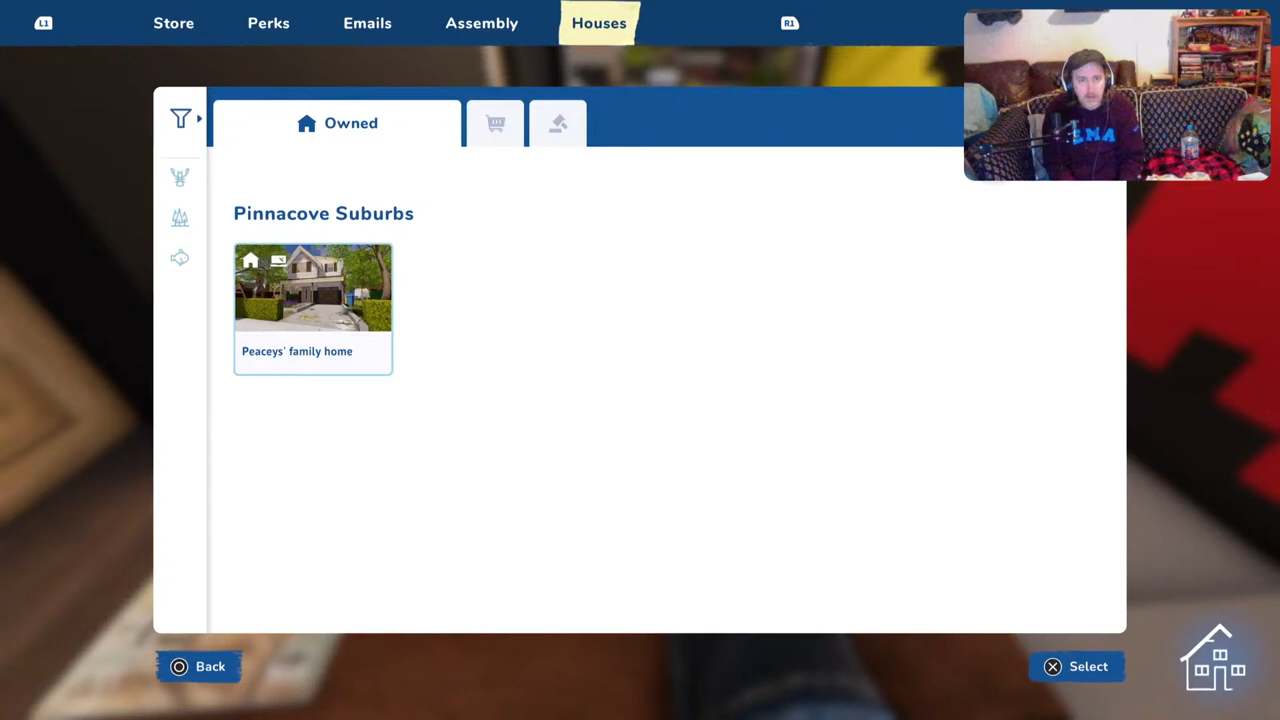 L1 Store Perks Emails Assembly Houses R1
Owned
Pinnacove Suburbs
Peaceys' family home
Back
Select